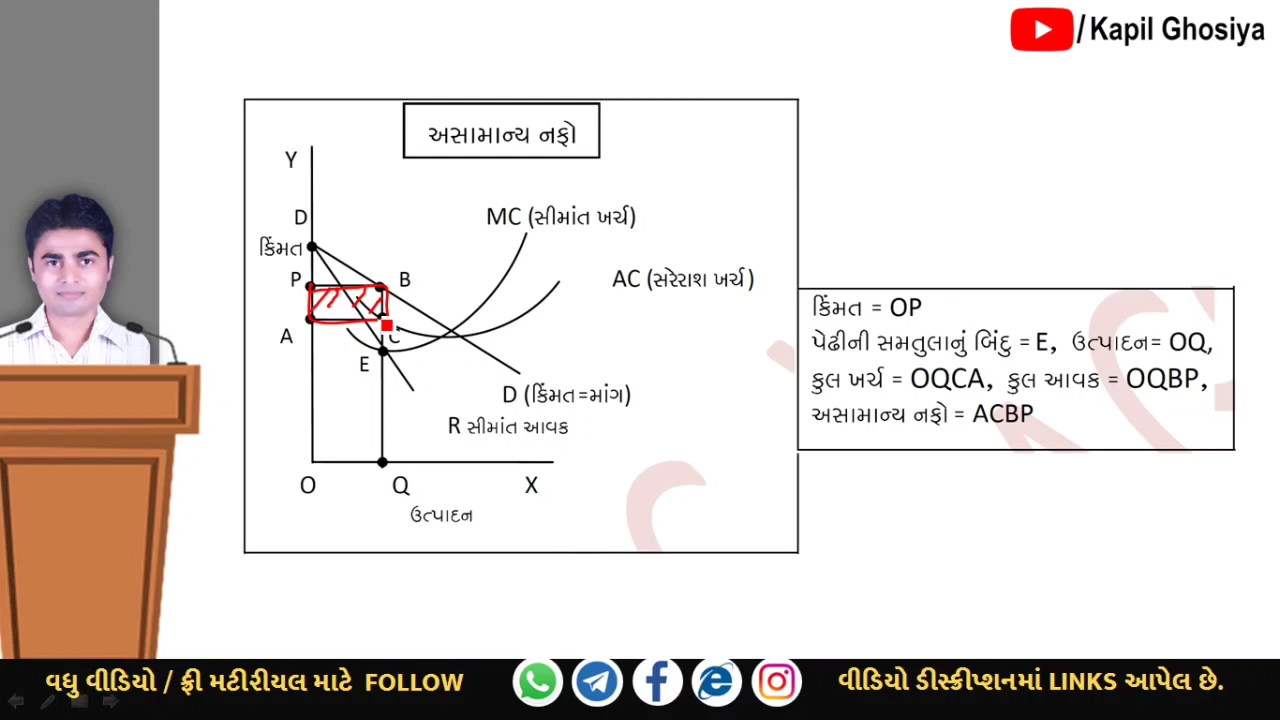 /Kapil Ghosiya
અસામાન્ય નફો
Y
D
કિંમત
MC (સીમાંત ખર્ચ)
P
B
AC (સરેરાશ ખર્ચ)
A
C
E
D (કિંમત=માંગ)
R સીમાંત આવક
O
Q
X
ઉત્પાદન
કિંમત = OP
પેઢીની સમતુલાનું બિંદુ = E, ઉત્પાદન= OQ,
કુલ ખર્ચ = OQCA, કુલ આવક = OQBP,
અસામાન્ય નફો = ACBP
વધુ વીડિયો / ફ્રી મટીરીયલ માટે FOLLOW
વીડિયો ડીસ્ક્રીપ્શનમાં LINKS આપેલ છે.